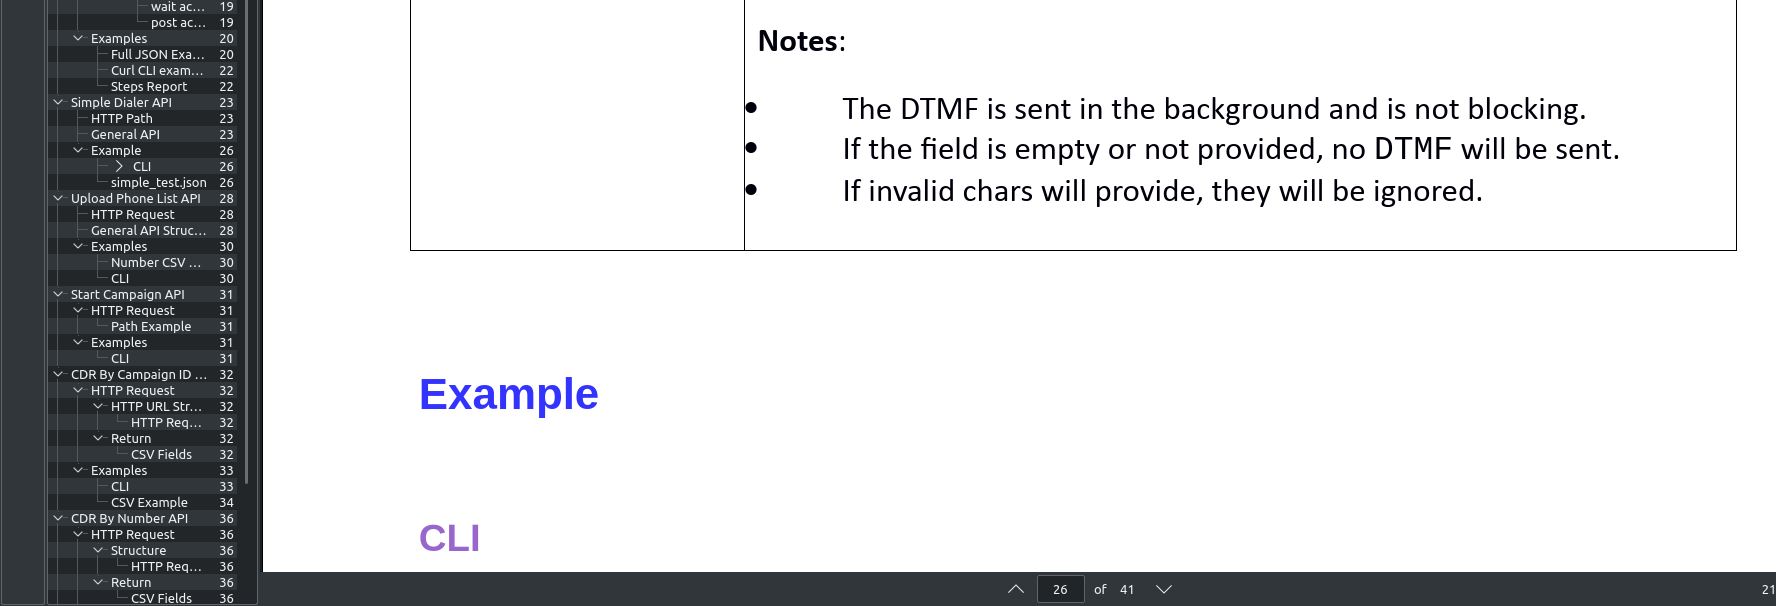 wait ac... 19
post ac... 19
Examples 20
Full JSON Exa... 20
Curl CLI exam... 22
Steps Report 22
Simple Dialer API 23
HTTP Path 23
General API 23
Example 26
CLI 26
simple_test.json 26
Upload Phone List API 28
HTTP Request 28
General API Struc... 28
Examples 30
Number CSV ... 30
CLI 30
Start Campaign API 31
HTTP Request 31
Path Example 31
Examples 31
CLI 31
CDR By Campaign ID ... 32
HTTP Request 32
HTTP URL Str... 32
HTTP Req... 32
Return 32
CSV Fields 32
Examples 33
CLI 33
CSV Example 34
CDR By Number API 36
HTTP Request 36
Structure 36
HTTP Req... 36
Return 36
CSV Fields 36
Notes:
• The DTMF is sent in the background and is not blocking.
• If the field is empty or not provided, no DTMF will be sent.
• If invalid chars will provide, they will be ignored.
Example
CLI
26 of 41
21